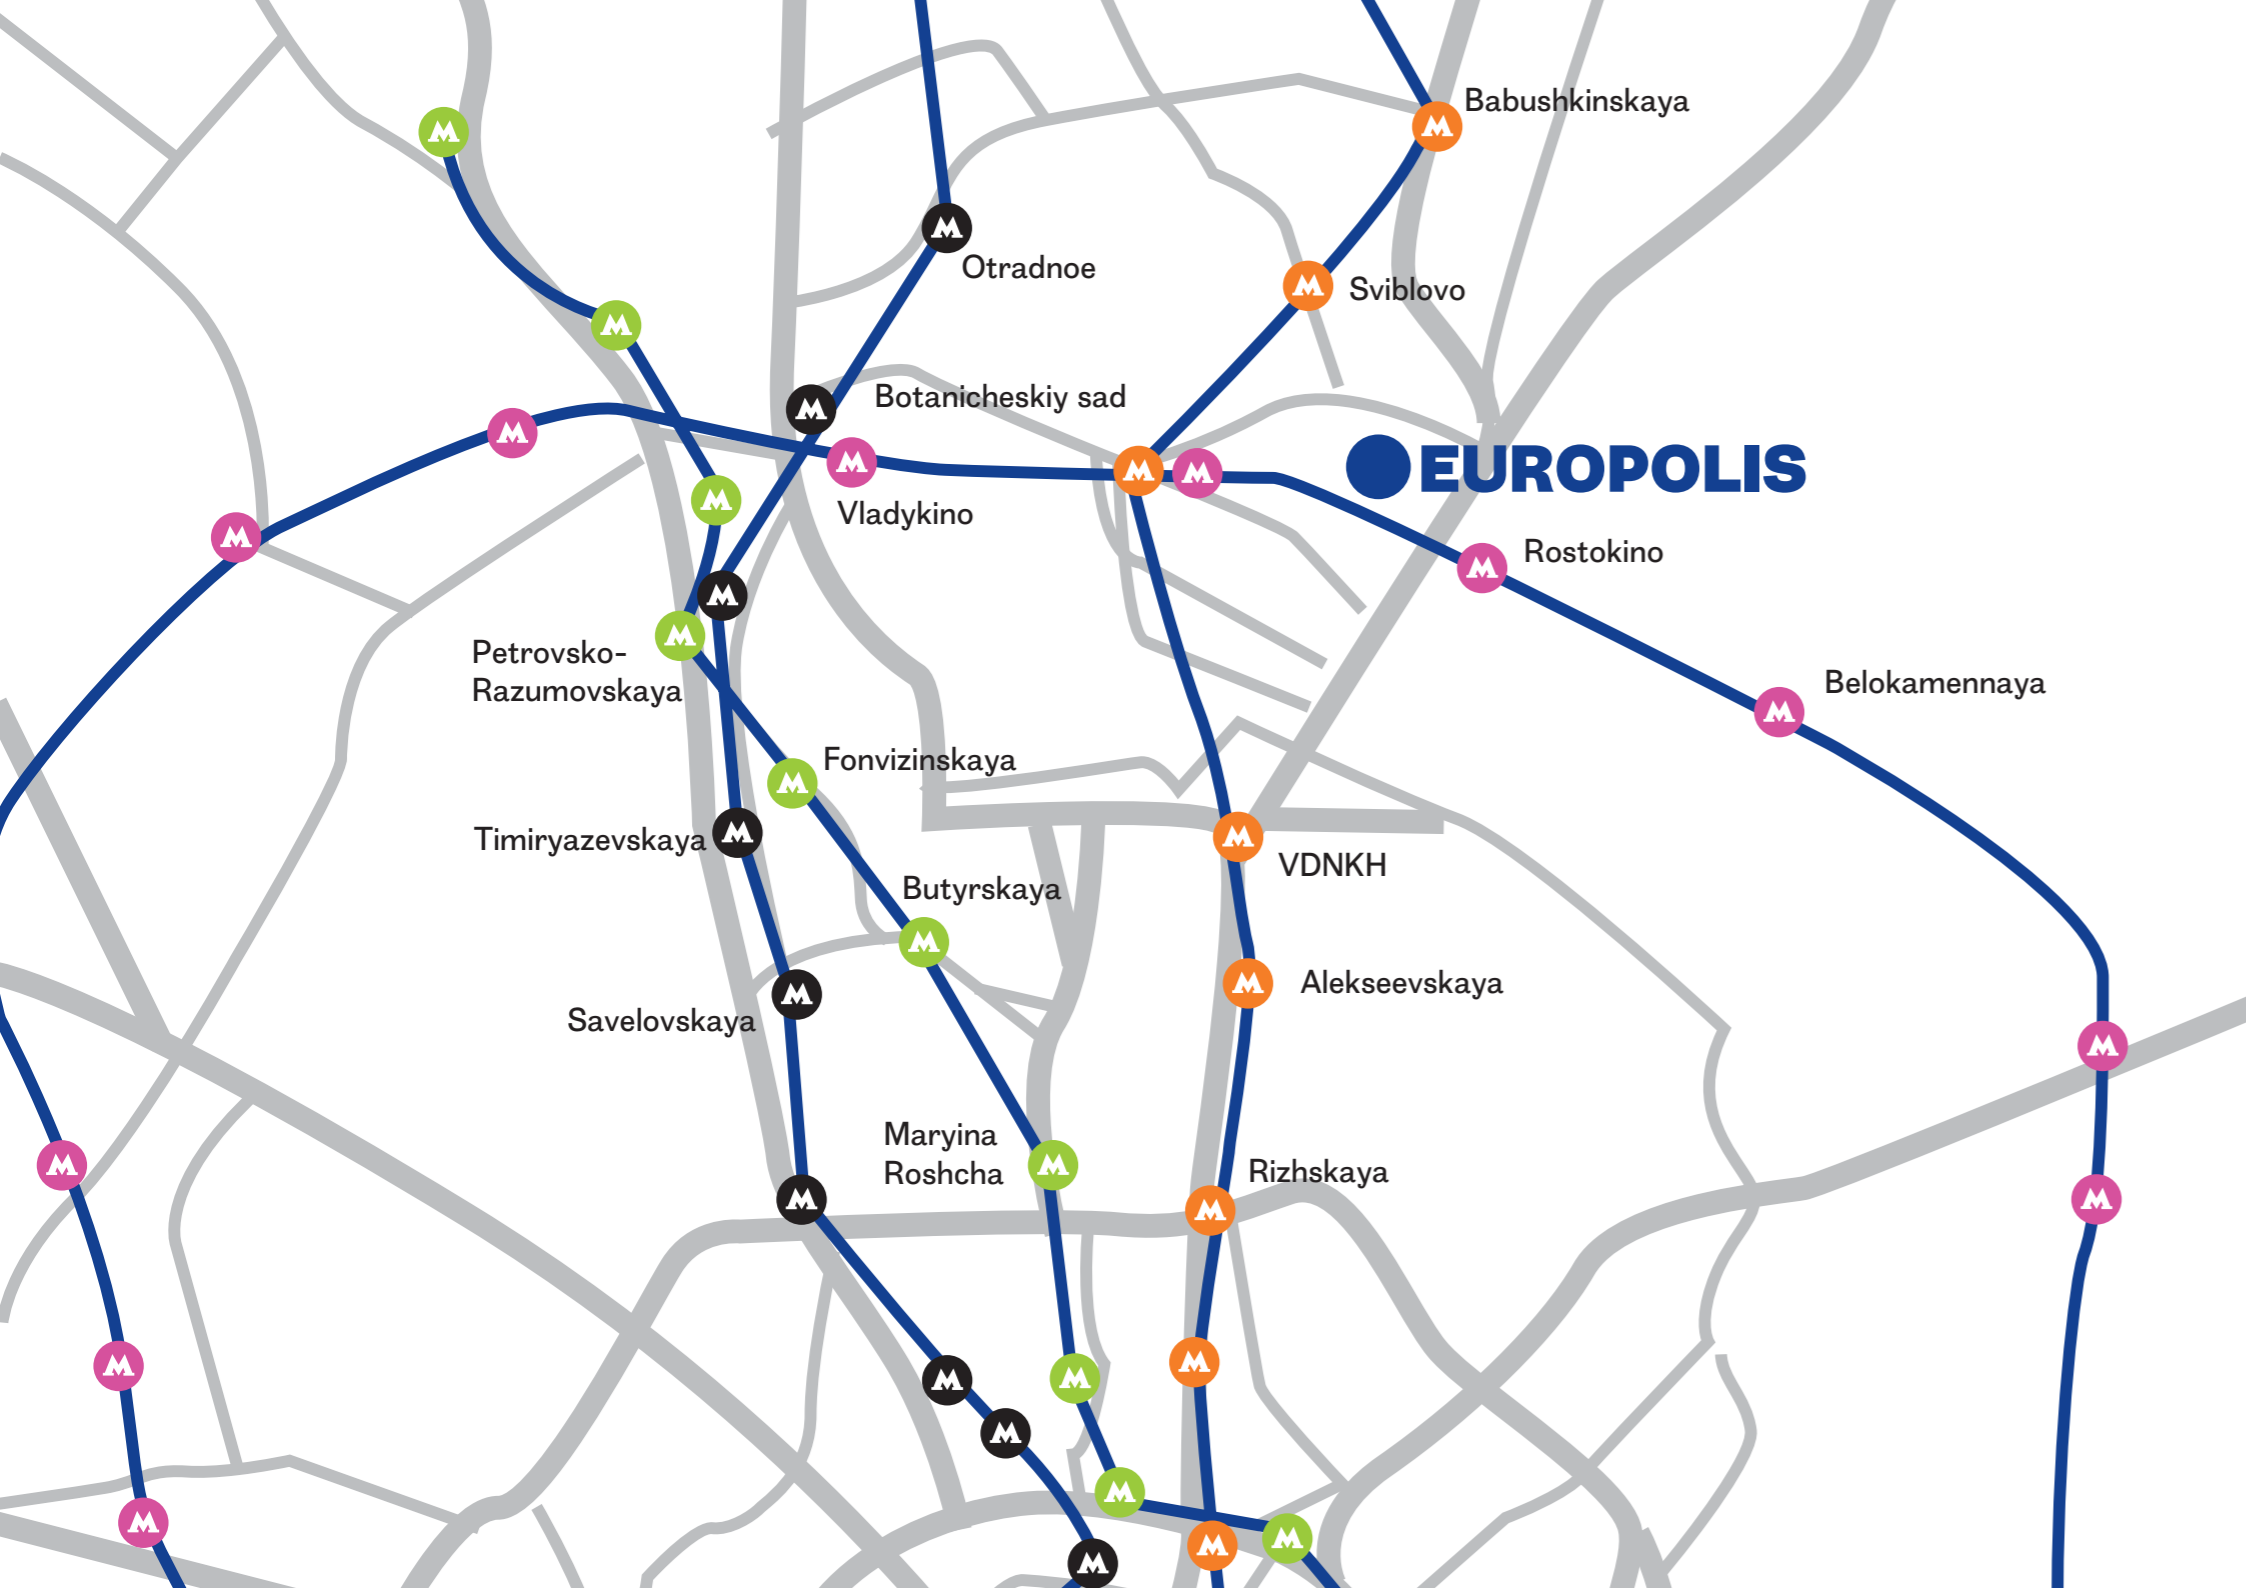 Babushkinskaya
Otradnoe
Sviblovo
Botanicheskiy sad
EUROPOLIS
Vladykino
Rostokino
Petrovsko-
Razumovskaya
Belokamennaya
Fonvizinskaya
Timiryazevskaya
VDNKH
Butyrskaya
Alekseevskaya
Savelovskaya
Maryina
Roshcha
Rizhskaya